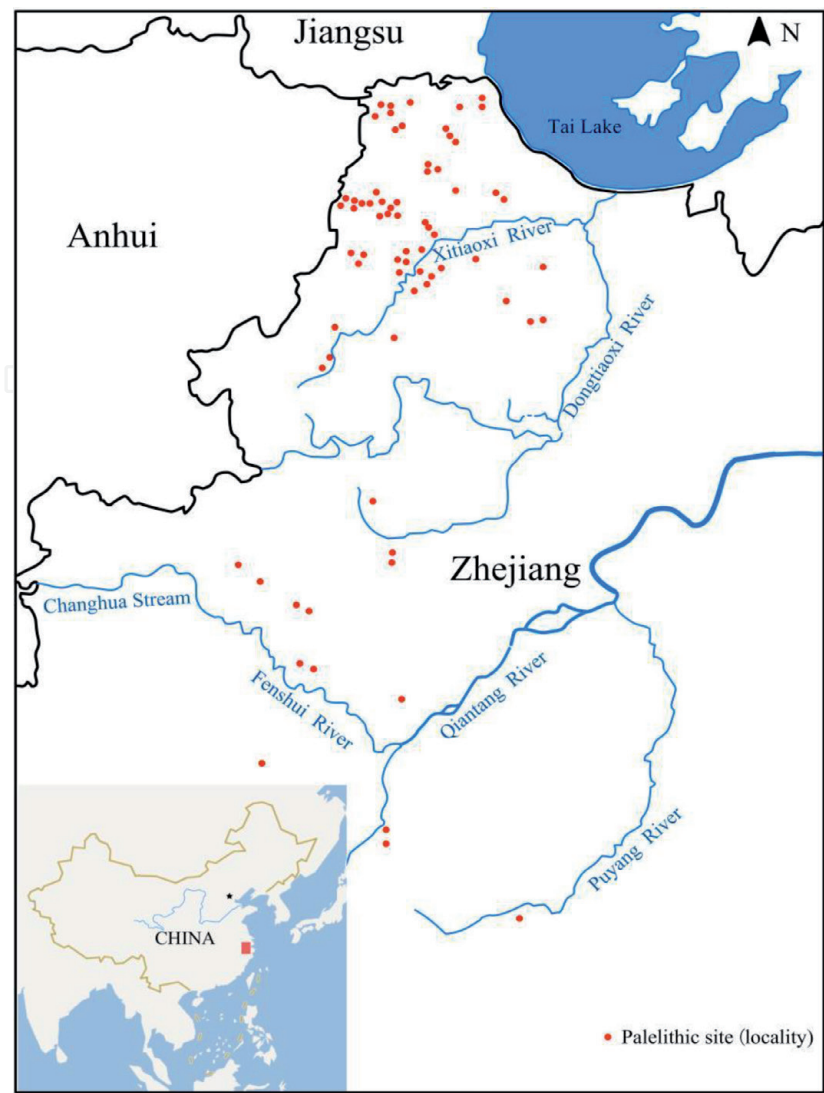 Jiangsu
N
Tai Lake
Anhui
Xitiaoxi River
Dongtiaoxi River
Zhejiang
Changhua Stream
Fenshui River
Qiantang River
Puyang River
CHINA
Palelithic site (locality)